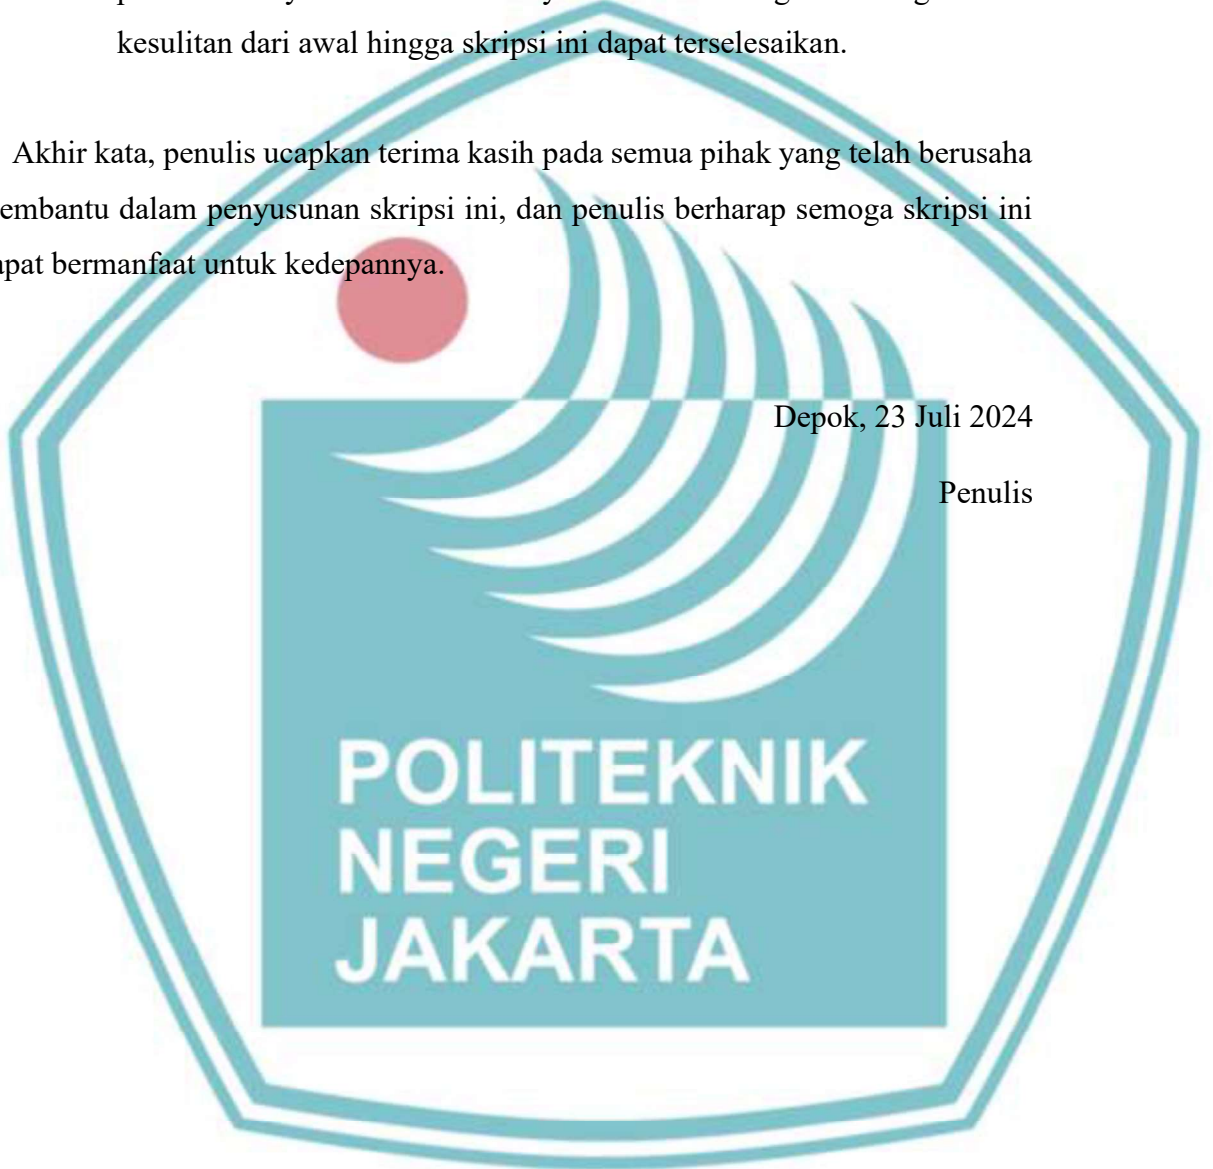 kesulitan dari awal hingga skripsi ini dapat terselesaikan.
Akhir kata, penulis ucapkan terima kasih pada semua pihak yang telah berusaha
embantu dalam penyusunan skripsi ini, dan penulis berharap semoga skripsi ini
apat bermanfaat untuk kedepannya.
Depok, 23 Juli 2024
Penulis
POLITEKNIK
NEGERI
JAKARTA